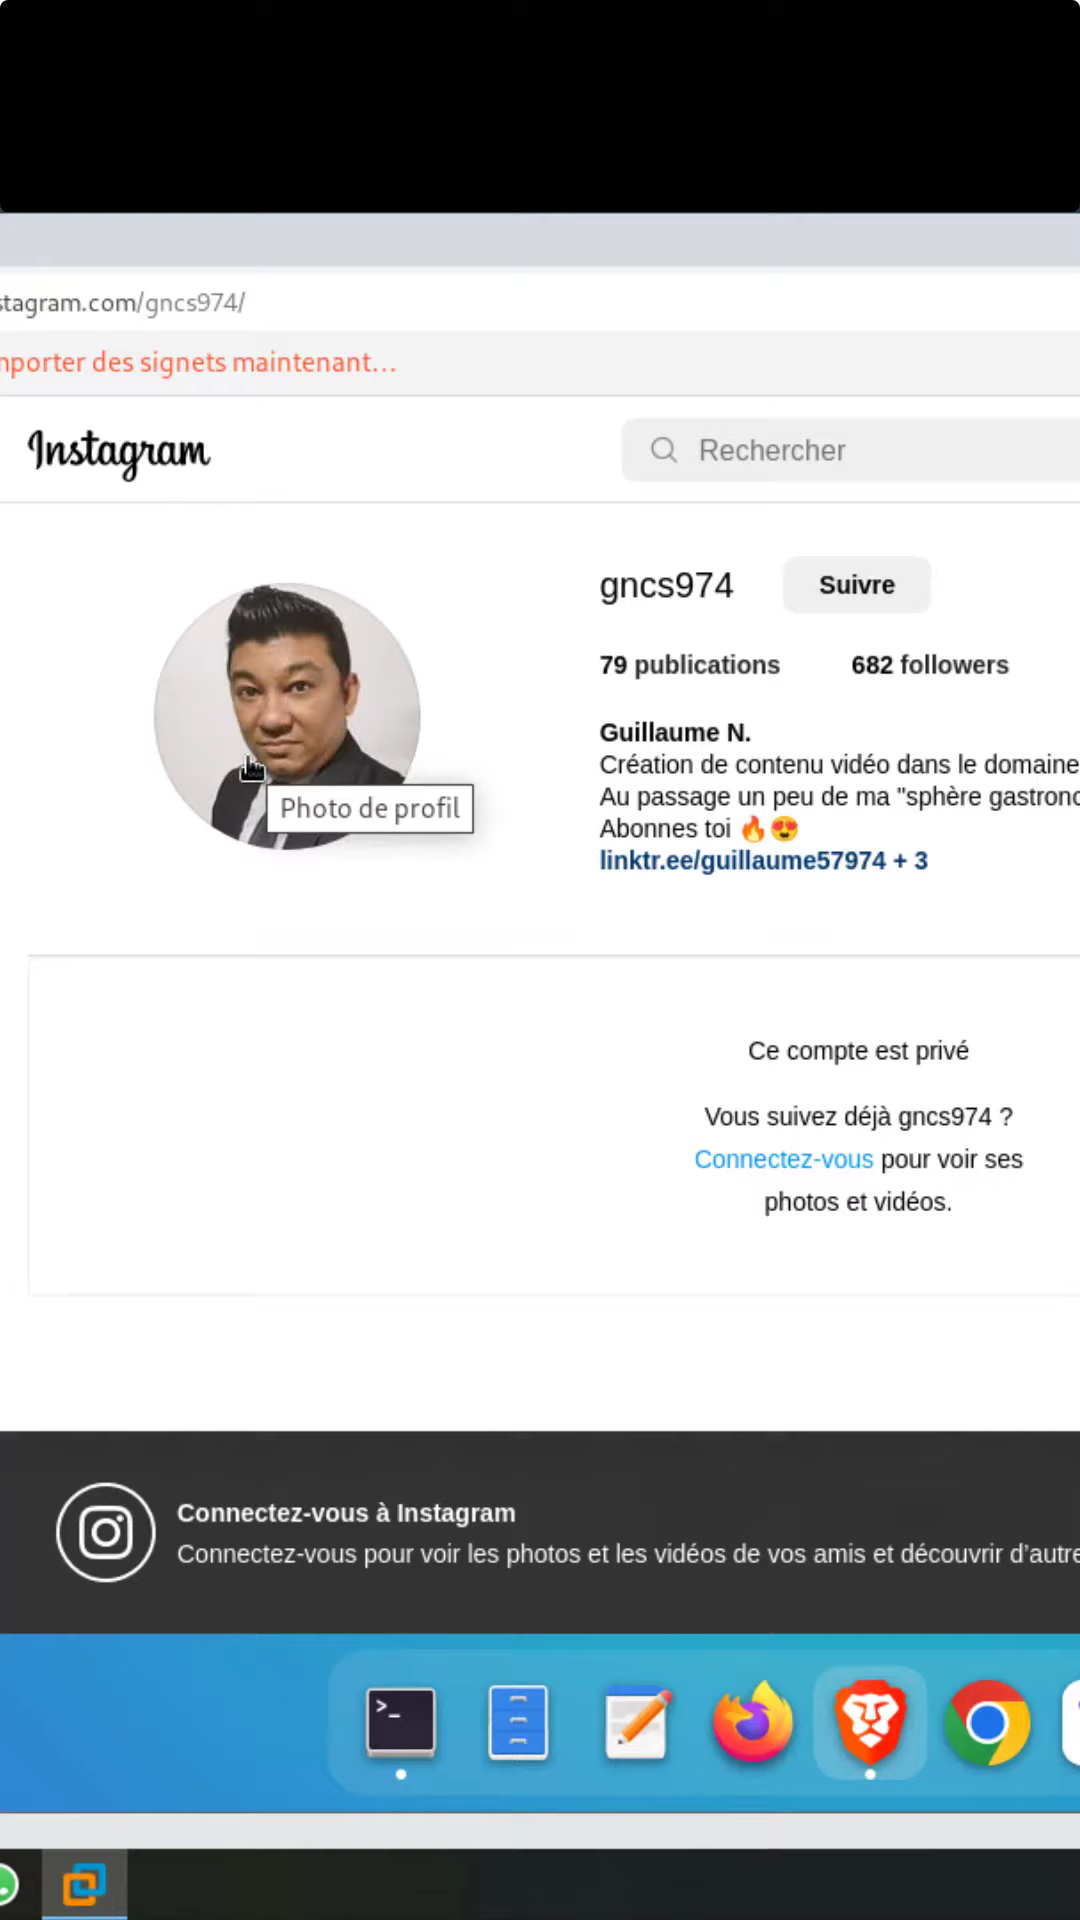 stagram.com/gncs974/
mporter des signets maintenant...
Instagram
Rechercher
gncs974
Suivre
79 publications
682 followers
Guillaume N.
Création de contenu vidéo dans le domaine
Au passage un peu de ma "sphère gastrono
Abonnes toi 🔥😍
linktr.ee/guillaume57974 + 3
Photo de profil
Ce compte est privé
Vous suivez déjà gncs974 ?
Connectez-vous pour voir ses
photos et vidéos.
Connectez-vous à Instagram
Connectez-vous pour voir les photos et les vidéos de vos amis et découvrir d'autre
>_